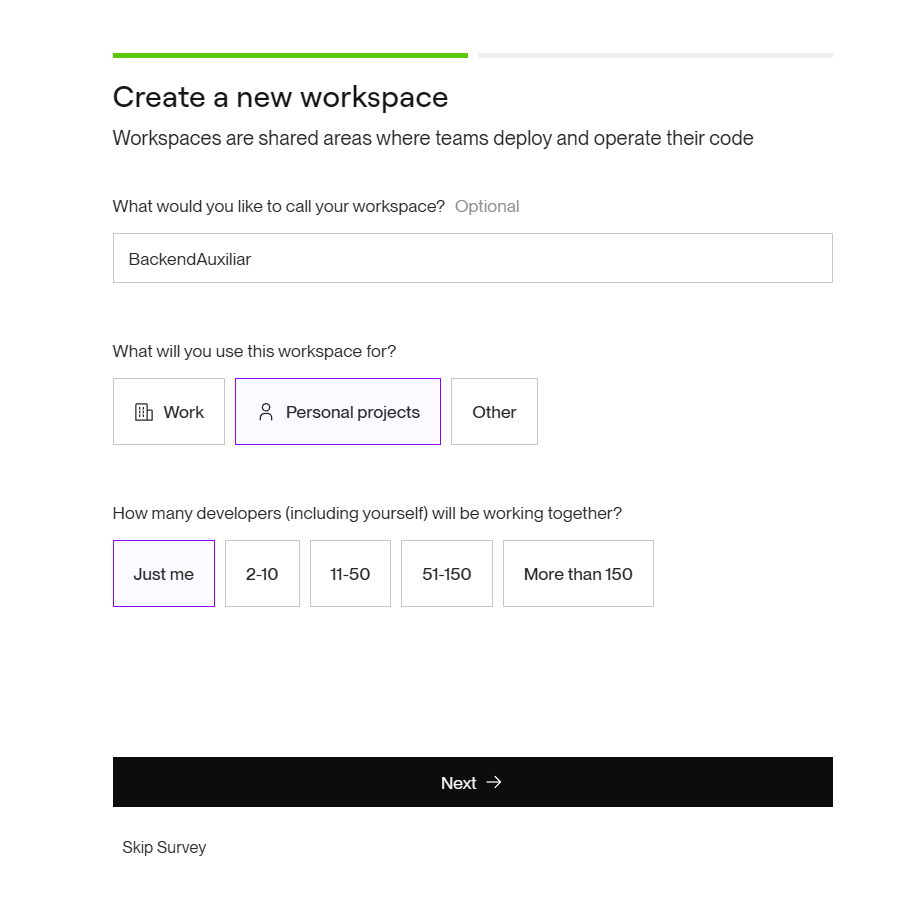 Create a new workspace
Workspaces are shared areas where teams deploy and operate their code
What would you like to call your workspace? Optional
BackendAuxiliar
What will you use this workspace for?
Work Personal projects Other
How many developers (including yourself) will be working together?
Just me 2-10 11-50 51-150 More than 150
Next →
Skip Survey